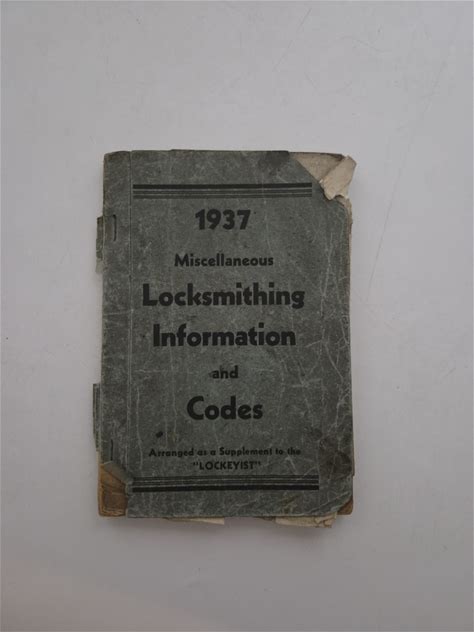 1937
Miscellaneous
Locksmithing
Information
and
Codes
Arranged as a Supplement to the
"LOCKEYIST"